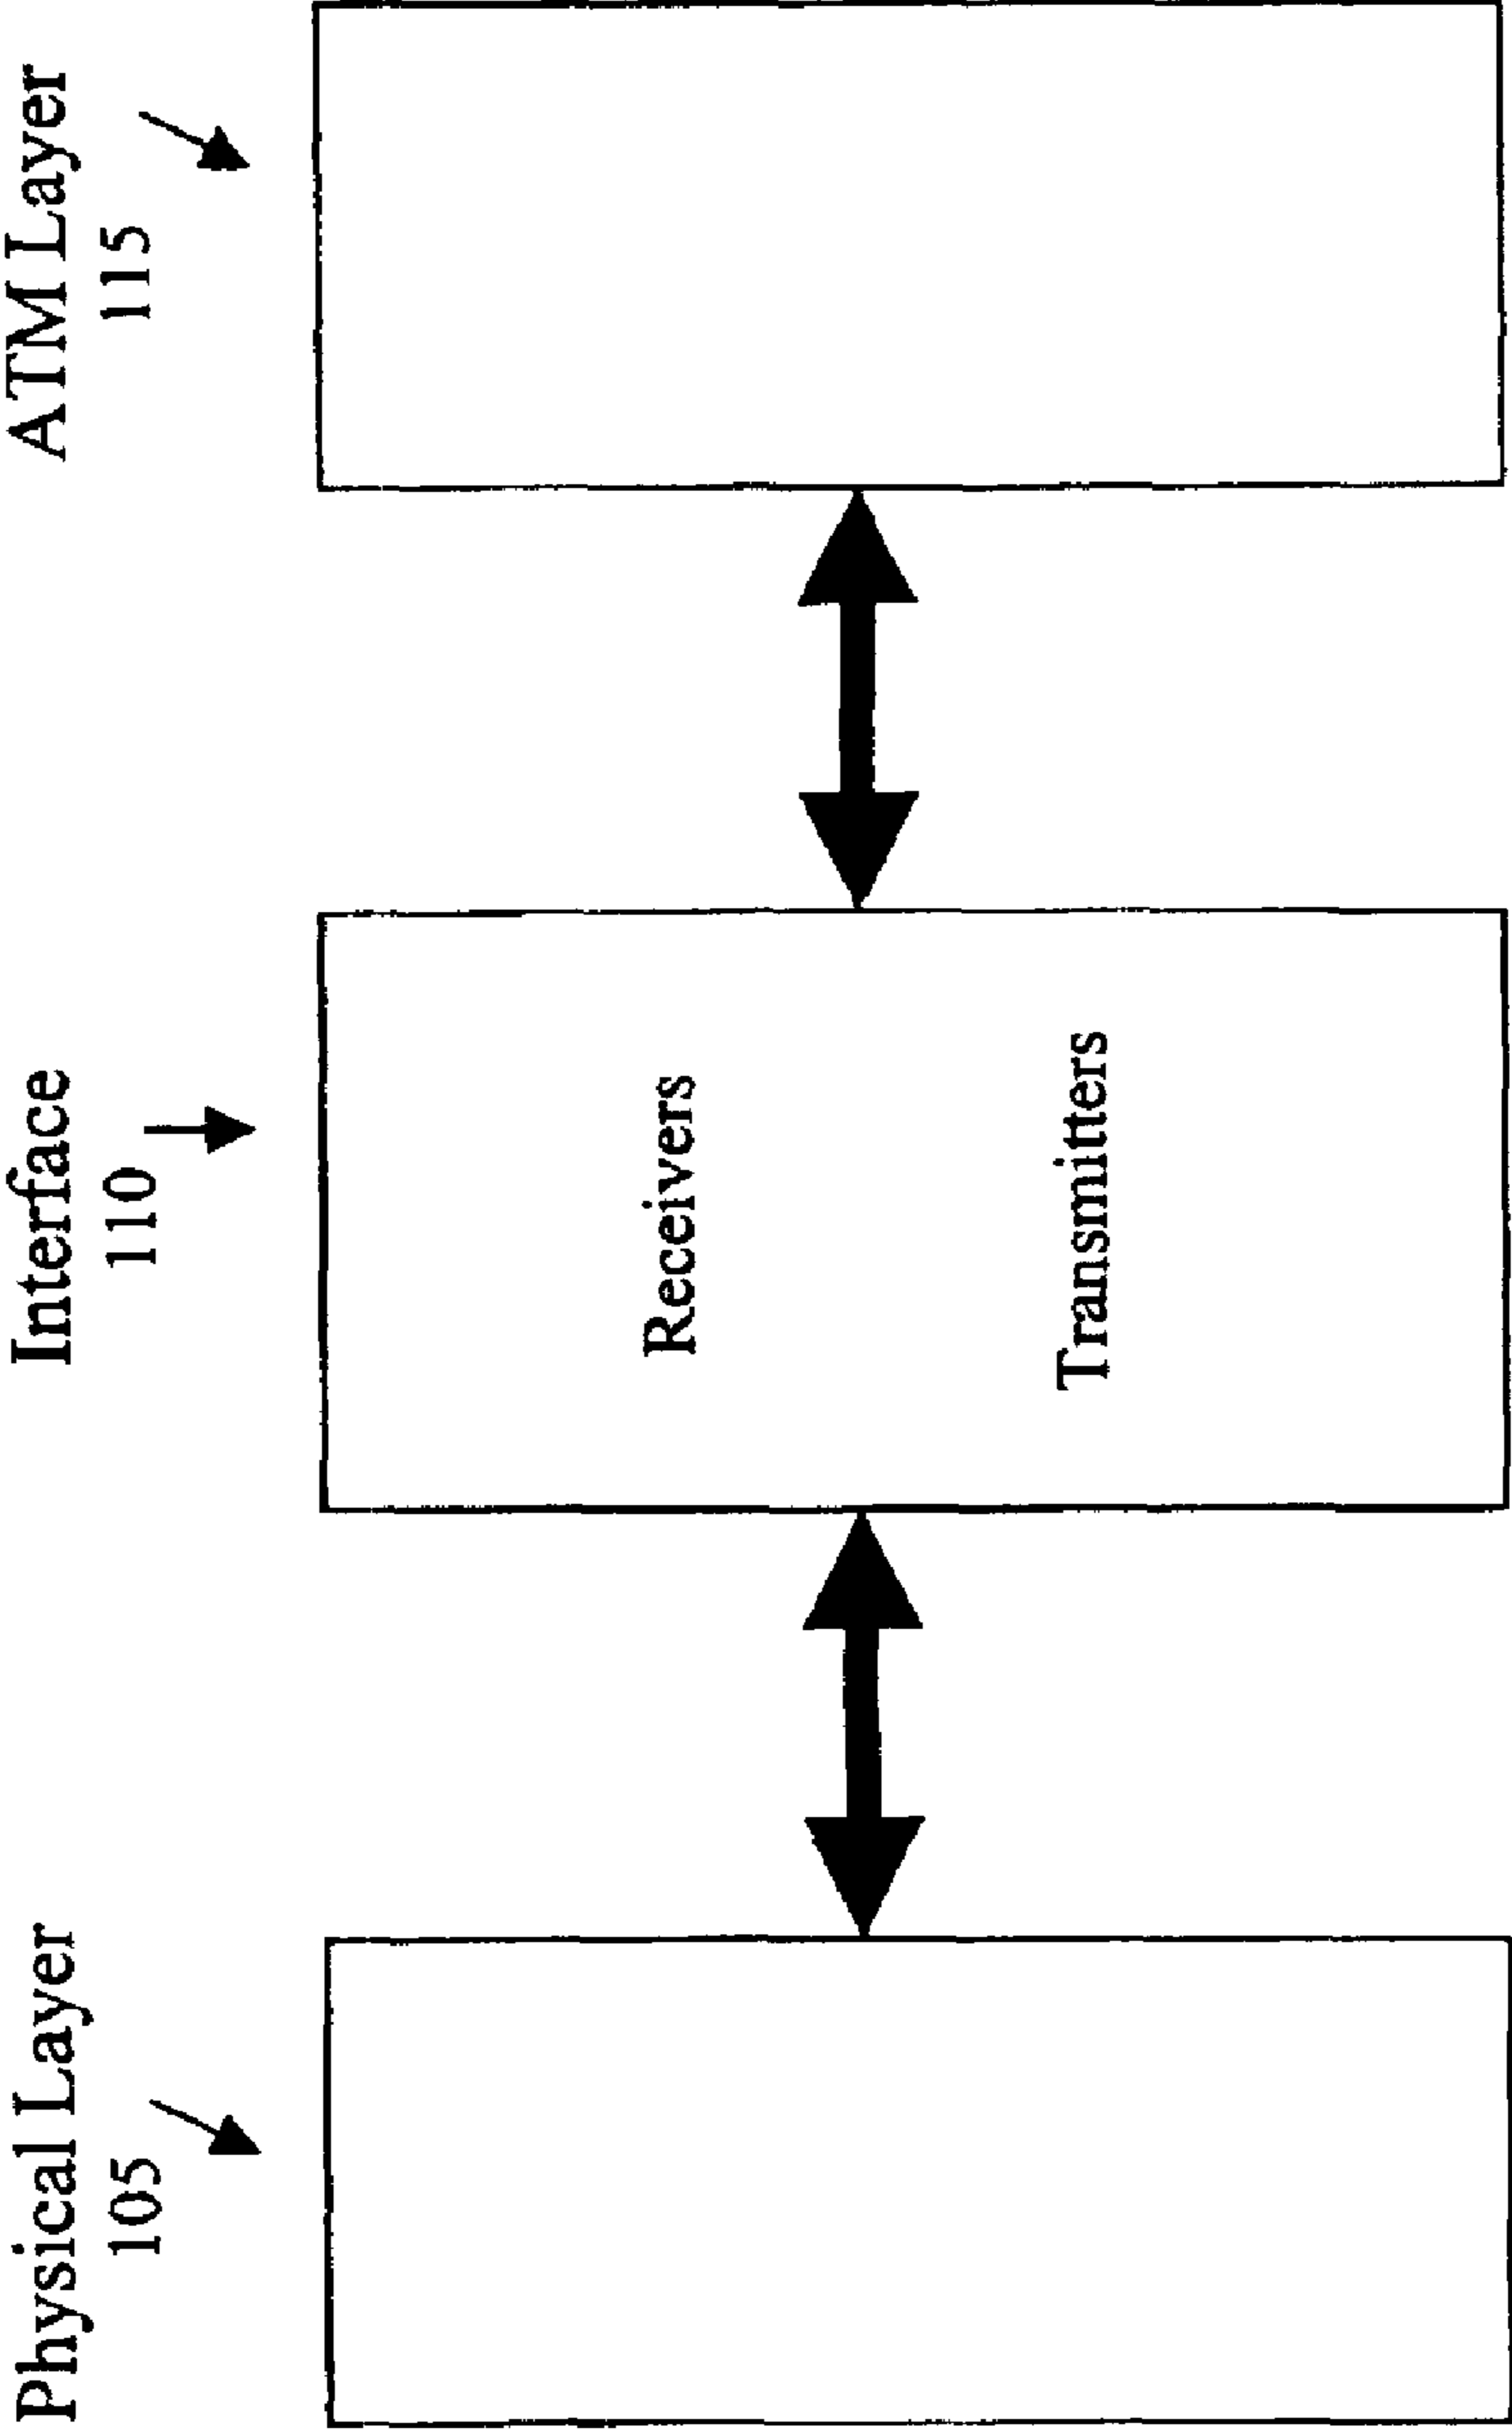 Physical Layer
105
Interface
110
Receivers
Transmitters
ATM Layer
115